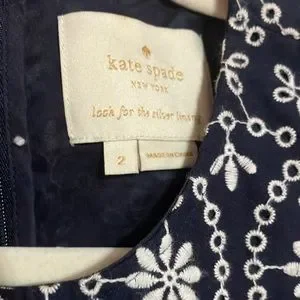 kate spade
NEW YORK
look for the silver lining
2
MADE IN CHINA